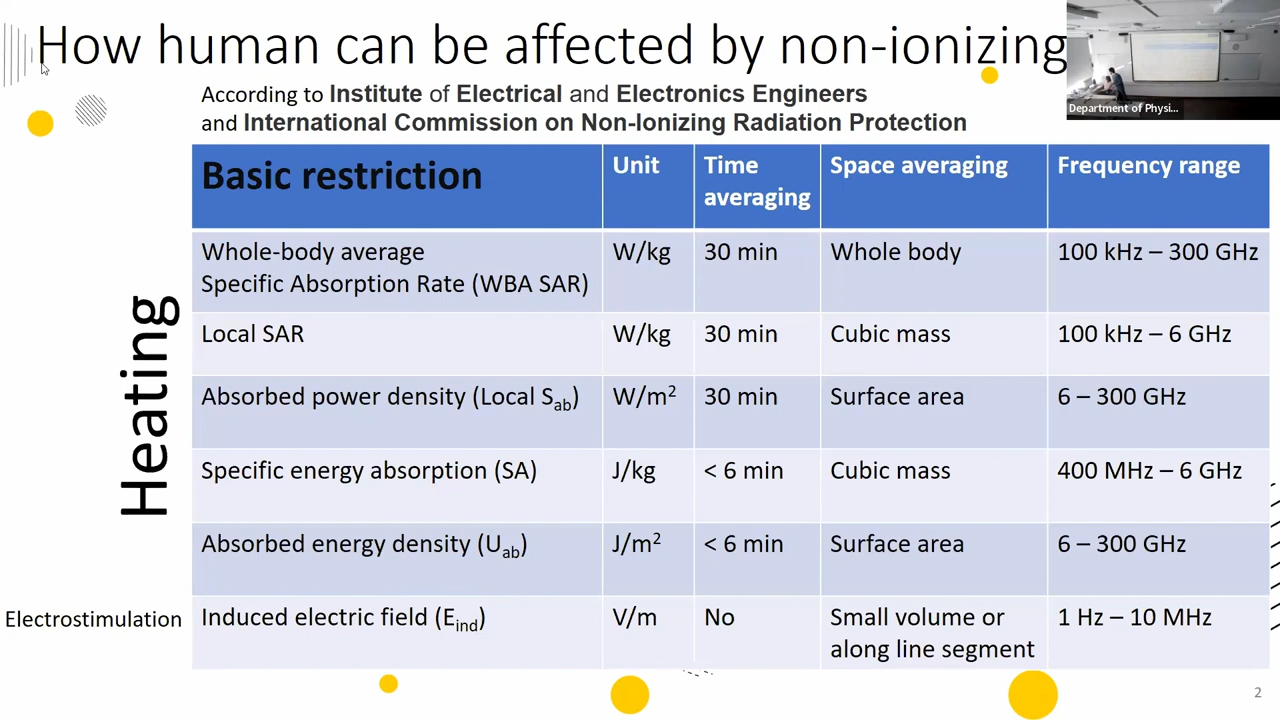 How human can be affected by non-ionizing
According to Institute of Electrical and Electronics Engineers
and International Commission on Non-Ionizing Radiation Protection
Department of Physi...
Basic restriction Unit Time averaging Space averaging Frequency range
Heating
Whole-body average Specific Absorption Rate (WBA SAR) W/kg 30 min Whole body 100 kHz – 300 GHz
Local SAR W/kg 30 min Cubic mass 100 kHz – 6 GHz
Absorbed power density (Local Sab) W/m² 30 min Surface area 6 – 300 GHz
Specific energy absorption (SA) J/kg < 6 min Cubic mass 400 MHz – 6 GHz
Absorbed energy density (Uab) J/m² < 6 min Surface area 6 – 300 GHz
Electrostimulation Induced electric field (Eind) V/m No Small volume or along line segment 1 Hz – 10 MHz
2